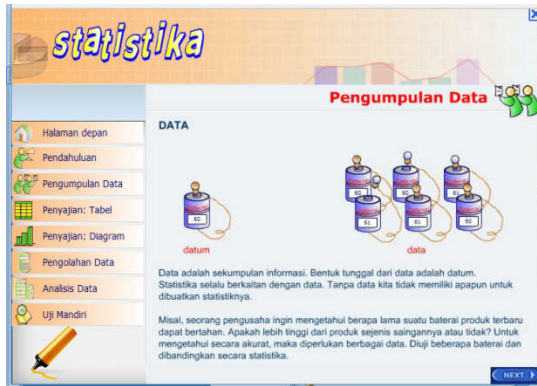 statistika
Pengumpulan Data
Halaman depan
Pendahuluan
Pengumpulan Data
Penyajian: Tabel
Penyajian: Diagram
Pengolahan Data
Analisis Data
Uji Mandiri
DATA
60
datum
60
60
61
61
data
Data adalah sekumpulan informasi. Bentuk tunggal dari data adalah datum.
Statistika selalu berkaitan dengan data. Tanpa data kita tidak memiliki apapun untuk
dibuatkan statistiknya.
Misal, seorang pengusaha ingin mengetahui berapa lama suatu baterai produk terbaru
dapat bertahan. Apakah lebih tinggi dari produk sejenis saingannya atau tidak? Untuk
mengetahui secara akurat, maka diperlukan berbagai data. Diuji beberapa baterai dan
dibandingkan secara statistika.
NEXT